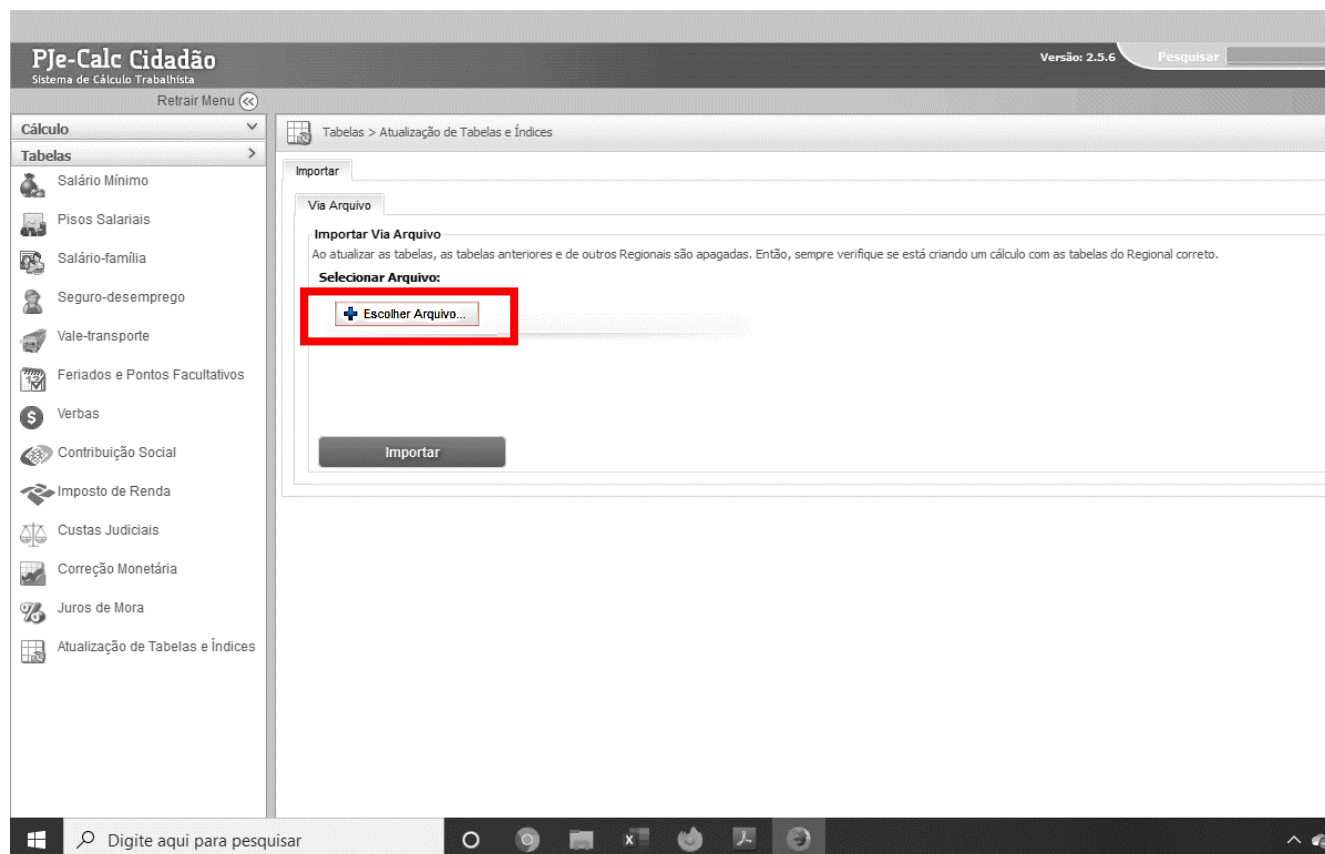 PJe-Calc Cidadão
Sistema de Cálculo Trabalhista
Versão: 2.5.6
Pesquisar
Retrair Menu
Cálculo
Tabelas
Salário Mínimo
Pisos Salariais
Salário-família
Seguro-desemprego
Vale-transporte
Feriados e Pontos Facultativos
Verbas
Contribuição Social
Imposto de Renda
Custas Judiciais
Correção Monetária
Juros de Mora
Atualização de Tabelas e Índices
Tabelas > Atualização de Tabelas e Índices
Importar
Via Arquivo
Importar Via Arquivo
Ao atualizar as tabelas, as tabelas anteriores e de outros Regionais são apagadas. Então, sempre verifique se está criando um cálculo com as tabelas do Regional correto.
Selecionar Arquivo:
Escolher Arquivo...
Importar
Digite aqui para pesquisar